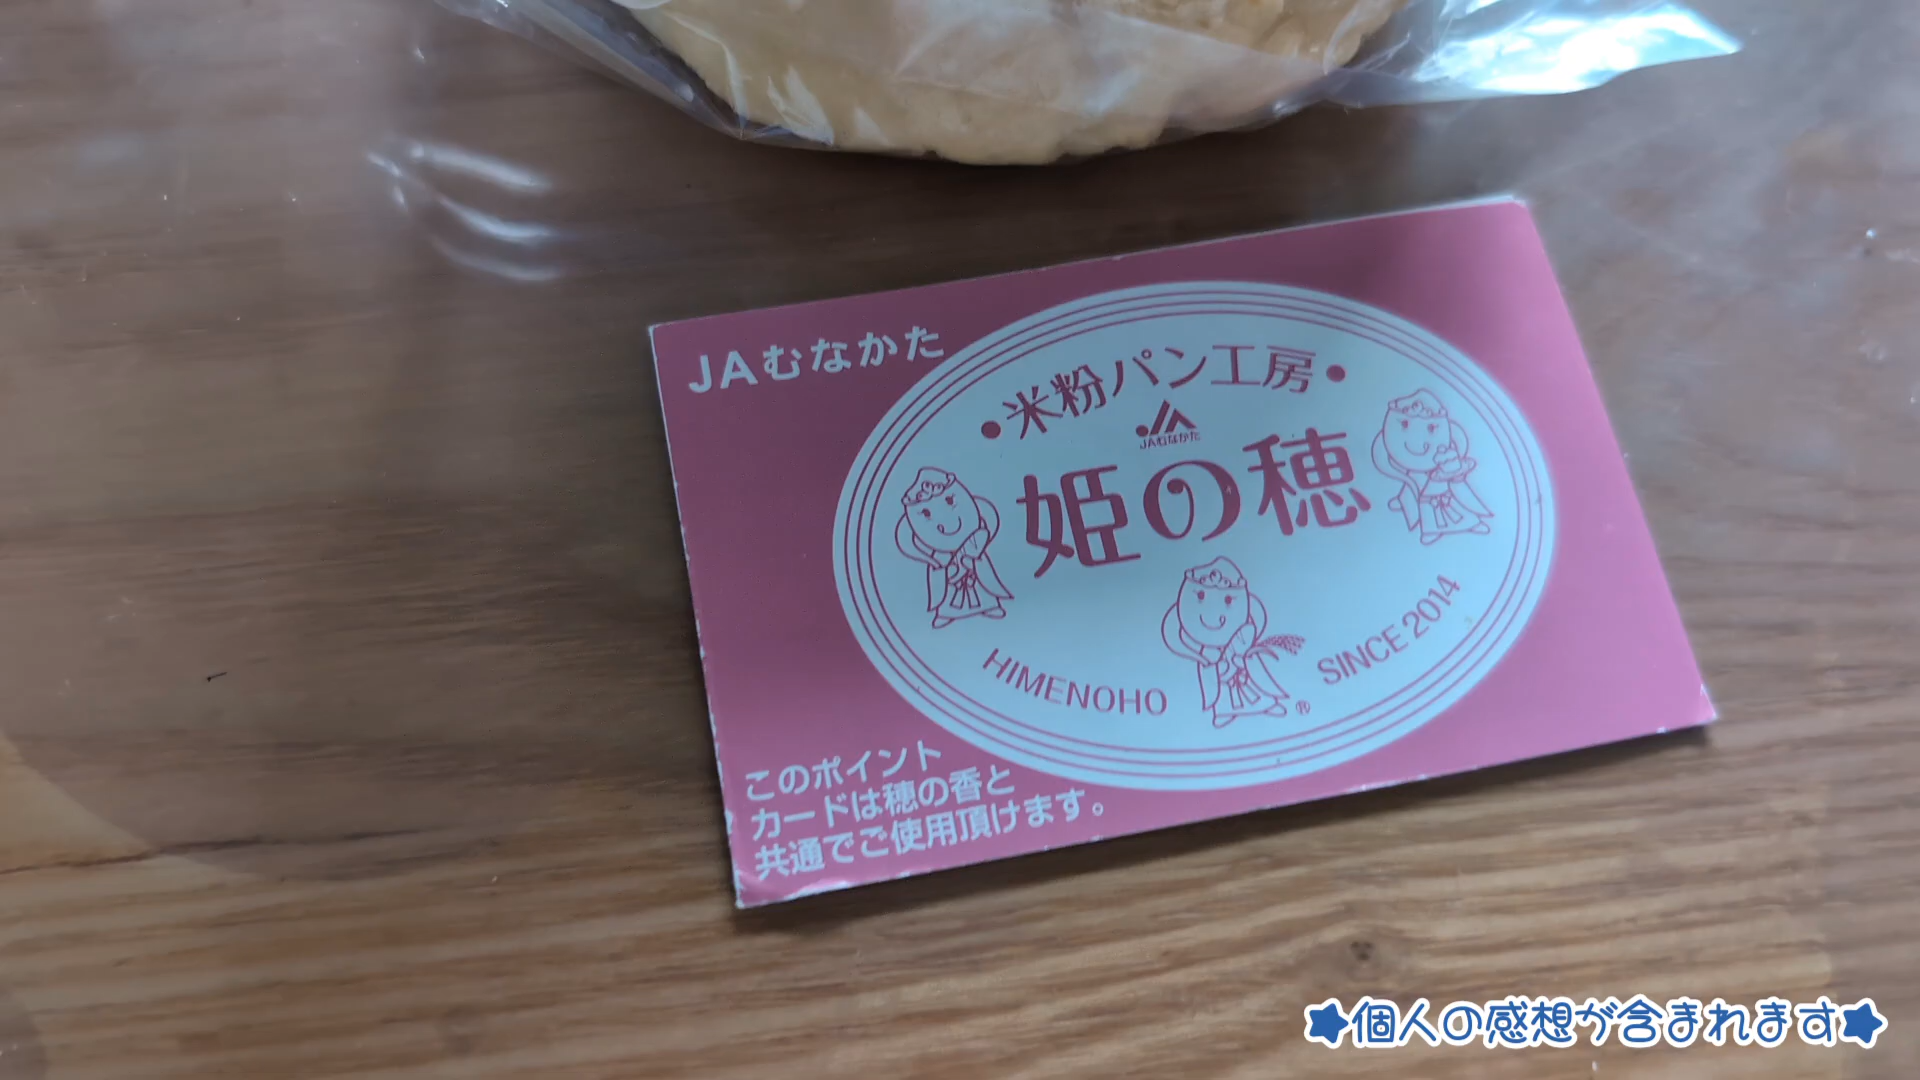 JAむなかた
•米粉パン工房•
JAむなかた
姫の穂
HIMENOHO
SINCE 2014
®
このポイント
カードは穂の香と
共通でご使用頂けます。
★個人の感想が含まれます★